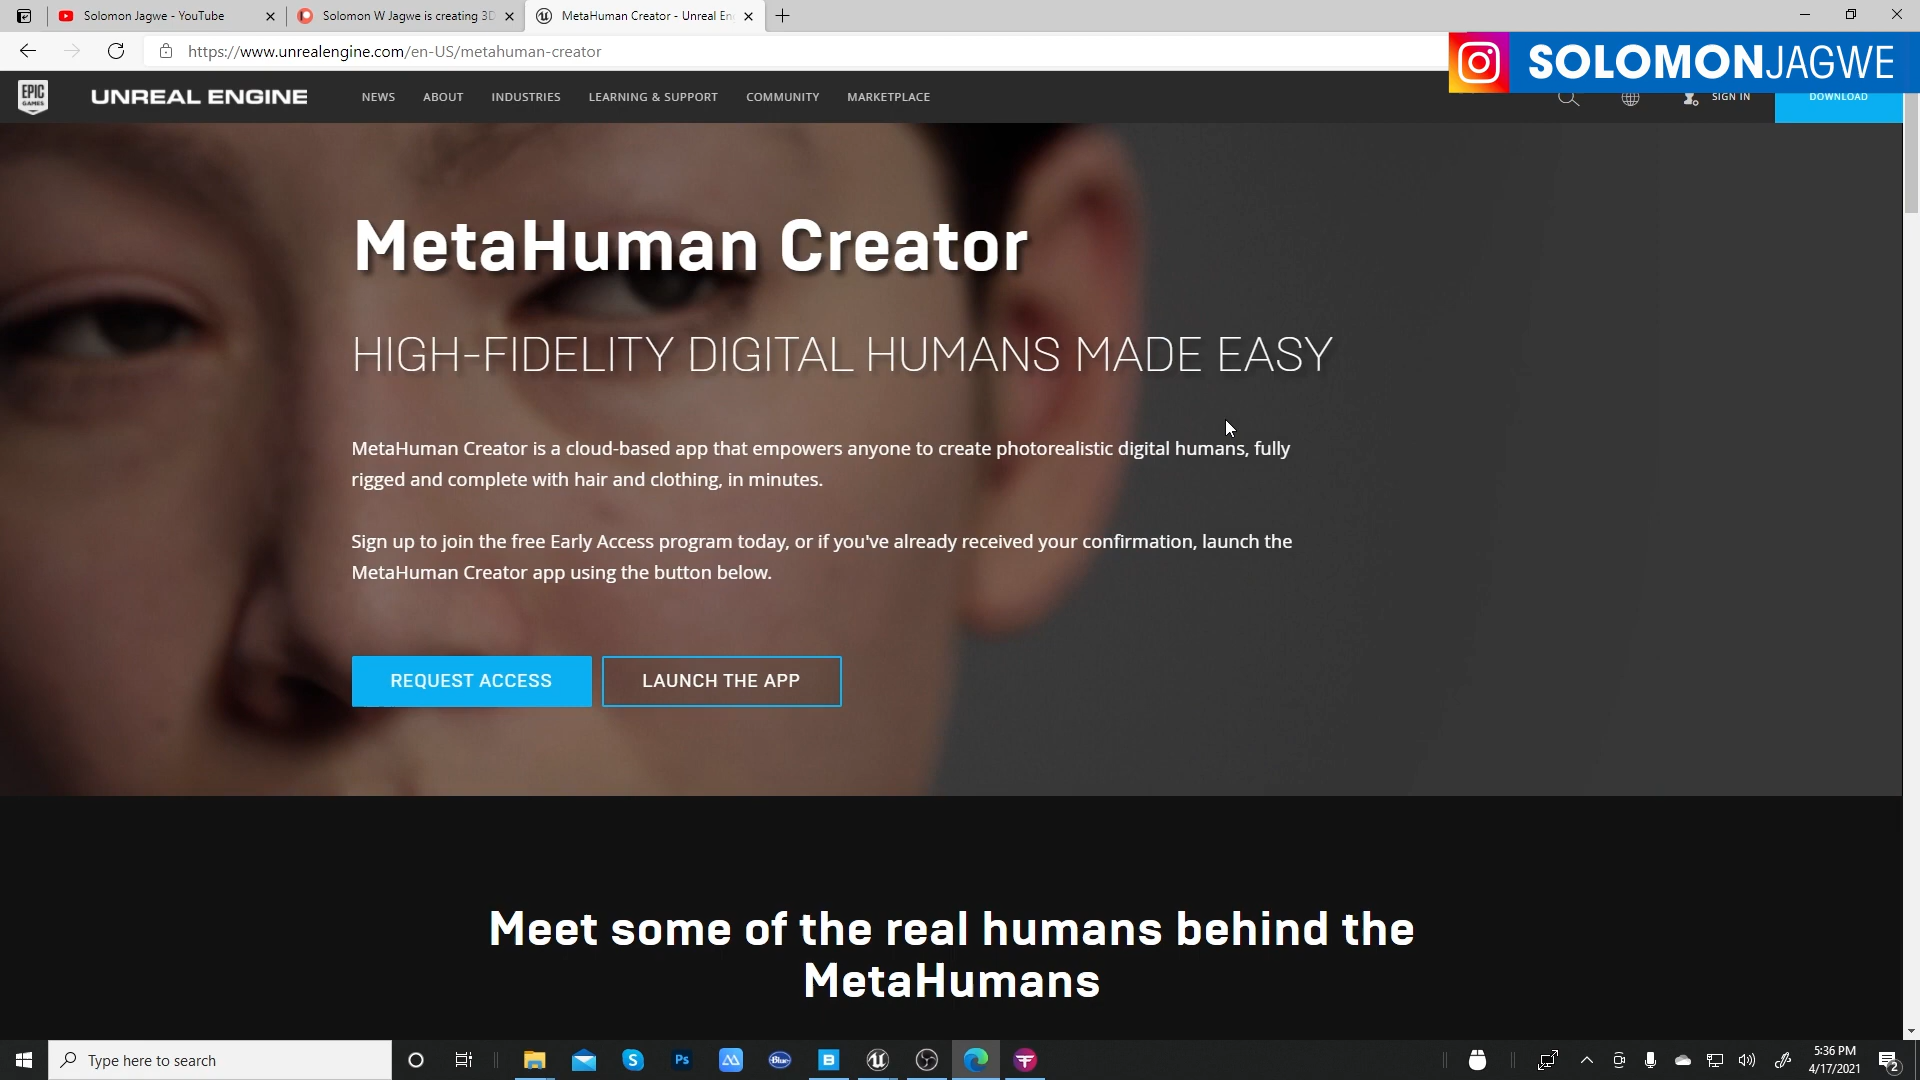 Solomon Jagwe - YouTube
Solomon W Jagwe is creating 3D
MetaHuman Creator - Unreal En
https://www.unrealengine.com/en-US/metahuman-creator
SOLOMONJAGWE
EPIC
GAMES
UNREAL ENGINE
NEWS
ABOUT
INDUSTRIES
LEARNING & SUPPORT
COMMUNITY
MARKETPLACE
SIGN IN
DOWNLOAD
MetaHuman Creator
HIGH-FIDELITY DIGITAL HUMANS MADE EASY
MetaHuman Creator is a cloud-based app that empowers anyone to create photorealistic digital humans, fully
rigged and complete with hair and clothing, in minutes.
Sign up to join the free Early Access program today, or if you've already received your confirmation, launch the
MetaHuman Creator app using the button below.
REQUEST ACCESS
LAUNCH THE APP
Meet some of the real humans behind the
MetaHumans
Type here to search
S
Ps
Blue
B
5:36 PM
4/17/2021
2